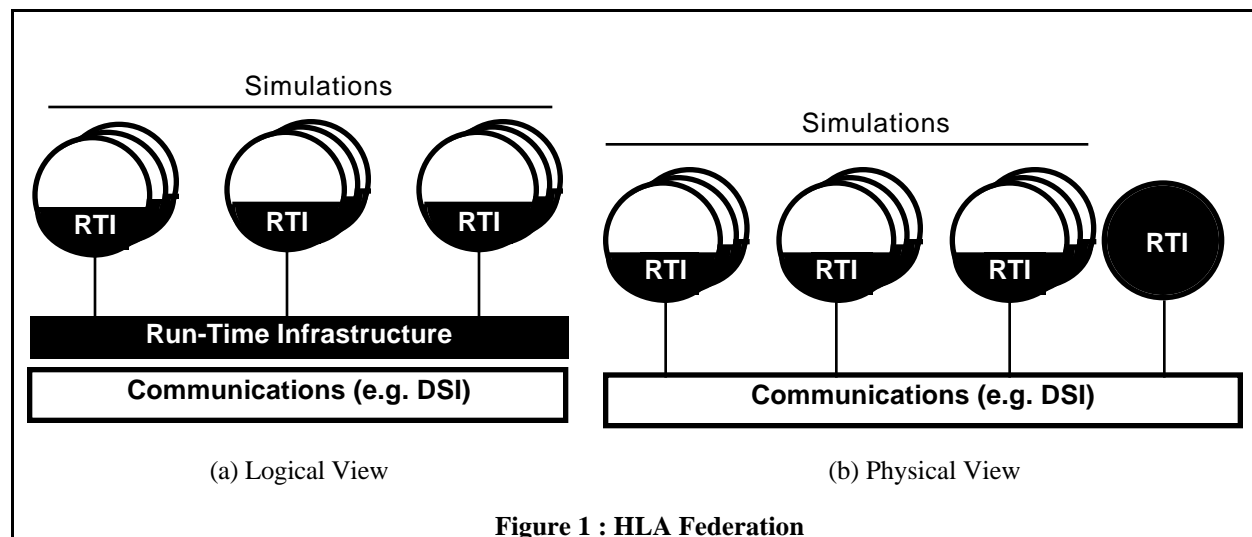 Simulations
RTI RTI RTI
Run-Time Infrastructure
Communications (e.g. DSI)
(a) Logical View
Simulations
RTI RTI RTI RTI
Communications (e.g. DSI)
(b) Physical View
Figure 1 : HLA Federation